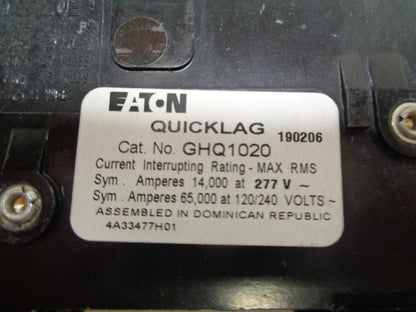 EATON
QUICKLAG 190206
Cat. No. GHQ1020
Current Interrupting Rating - MAX RMS
Sym. Amperes 14,000 at 277 V ~
Sym. Amperes 65,000 at 120/240 VOLTS ~
ASSEMBLED IN DOMINICAN REPUBLIC
4A33477H01